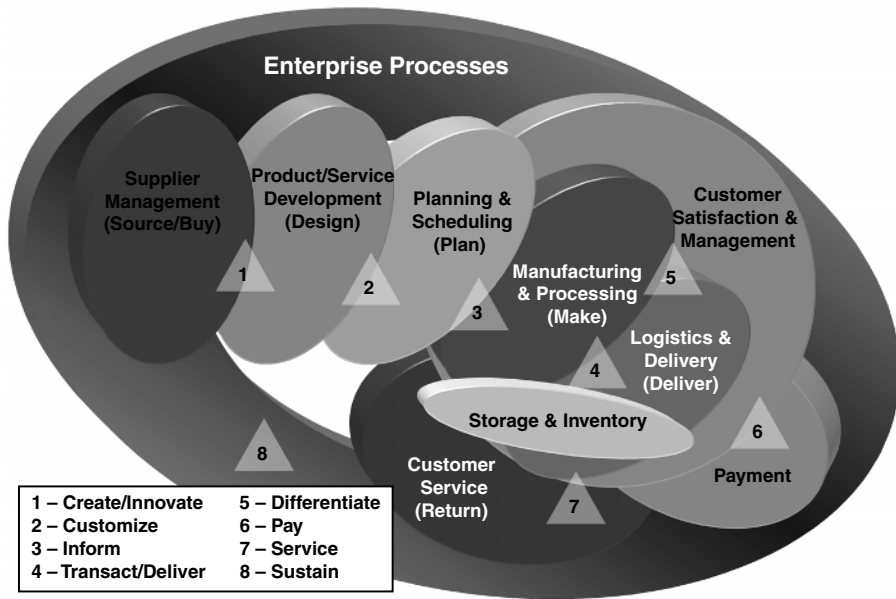 Enterprise Processes
Supplier
Management
(Source/Buy)
Product/Service
Development
(Design)
Planning &
Scheduling
(Plan)
Customer
Satisfaction &
Management
Manufacturing
& Processing
(Make)
Logistics &
Delivery
(Deliver)
Storage & Inventory
Customer
Service
(Return)
Payment
1
2
3
4
5
6
7
8
1 – Create/Innovate
2 – Customize
3 – Inform
4 – Transact/Deliver
5 – Differentiate
6 – Pay
7 – Service
8 – Sustain